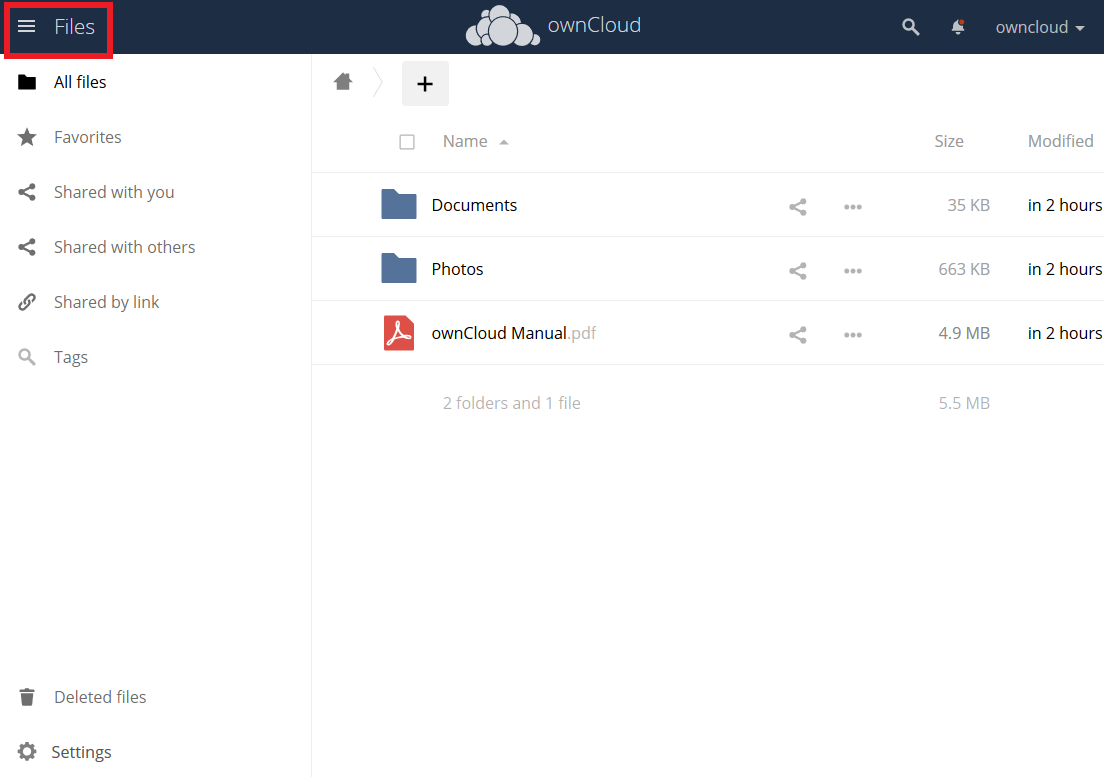 Files
ownCloud
owncloud
All files
Favorites
Shared with you
Shared with others
Shared by link
Tags
Deleted files
Settings
+
Name Size Modified
Documents 35 KB in 2 hours
Photos 663 KB in 2 hours
ownCloud Manual.pdf 4.9 MB in 2 hours
2 folders and 1 file 5.5 MB